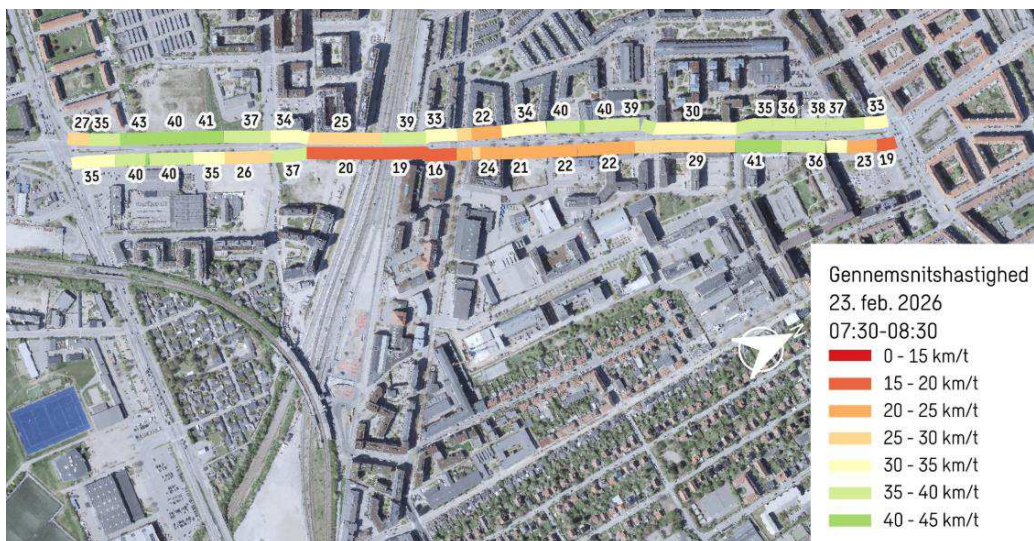 27 35 43 40 41 37 34 25 39 33 22 34 40 40 39 30 35 36 38 37 33
35 40 40 35 26 37 20 19 16 24 21 22 22 29 41 36 23 19
Gennemsnitshastighed
23. feb. 2026
07:30-08:30
0 - 15 km/t
15 - 20 km/t
20 - 25 km/t
25 - 30 km/t
30 - 35 km/t
35 - 40 km/t
40 - 45 km/t